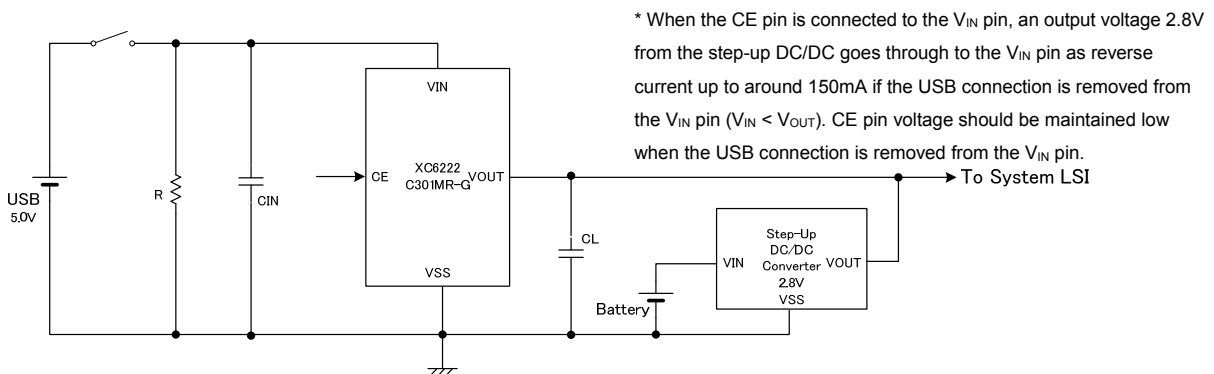 * When the CE pin is connected to the VIN pin, an output voltage 2.8V
from the step-up DC/DC goes through to the VIN pin as reverse
current up to around 150mA if the USB connection is removed from
the VIN pin (VIN < VOUT). CE pin voltage should be maintained low
when the USB connection is removed from the VIN pin.
To System LSI
VIN
CE
XC6222
C301MR-G
VOUT
VSS
USB
5.0V
R
CIN
CL
Step-Up
DC/DC
Converter
2.8V
VIN
VOUT
VSS
Battery